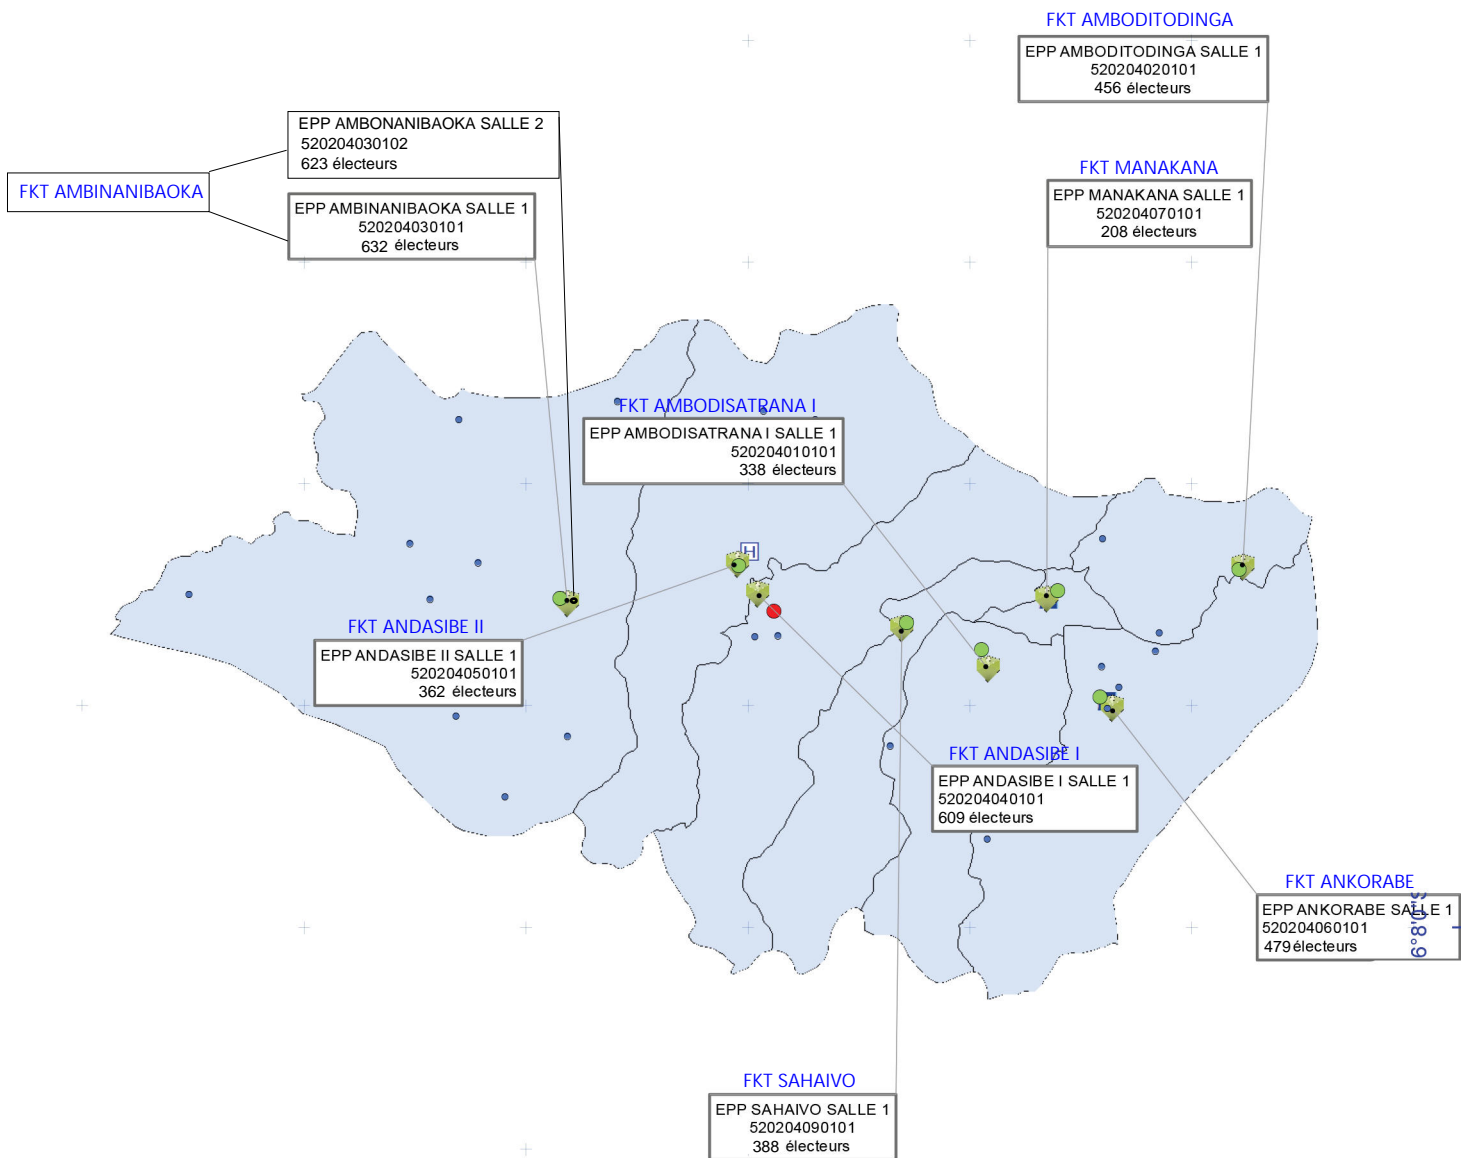 FKT AMBODITODINGA
EPP AMBODITODINGA SALLE 1
520204020101
456 électeurs
EPP AMBONANIBAOKA SALLE 2
520204030102
623 électeurs
FKT AMBINANIBAOKA
EPP AMBINANIBAOKA SALLE 1
520204030101
632 électeurs
FKT MANAKANA
EPP MANAKANA SALLE 1
520204070101
208 électeurs
FKT AMBODISATRANA I
EPP AMBODISATRANA I SALLE 1
520204010101
338 électeurs
H
FKT ANDASIBE II
EPP ANDASIBE II SALLE 1
520204050101
362 électeurs
FKT ANDASIBE I
EPP ANDASIBE I SALLE 1
520204040101
609 électeurs
FKT ANKORABE
EPP ANKORABE SALLE 1
520204060101
479 électeurs
FKT SAHAIVO
EPP SAHAIVO SALLE 1
520204090101
388 électeurs